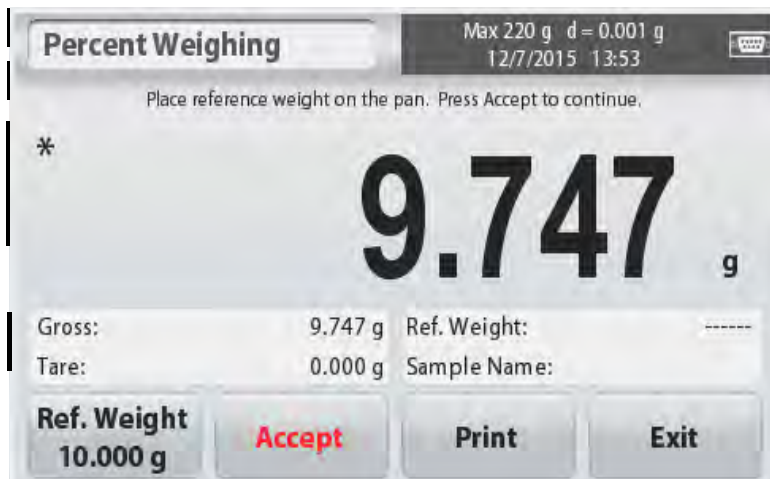 Percent Weighing
Max 220 g d = 0.001 g
12/7/2015 13:53
Place reference weight on the pan. Press Accept to continue.
*
9.747 g
Gross: 9.747 g Ref. Weight: ------
Tare: 0.000 g Sample Name:
Ref. Weight
10.000 g
Accept
Print
Exit